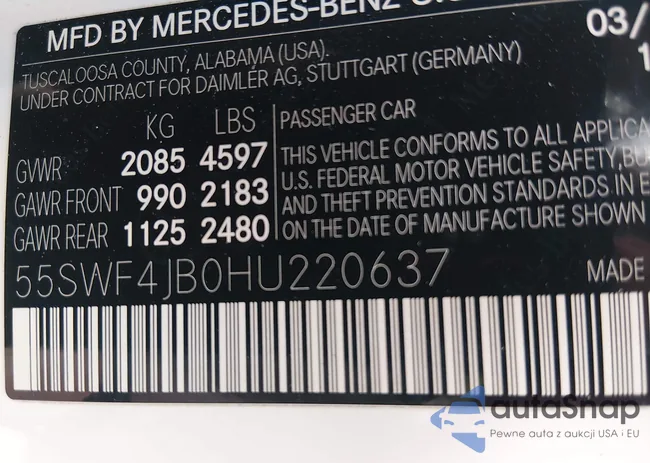 MFD BY MERCEDES-BENZ U.S.
03/
TUSCALOOSA COUNTY, ALABAMA (USA).
1
UNDER CONTRACT FOR DAIMLER AG, STUTTGART (GERMANY)
KG LBS
PASSENGER CAR
GVWR 2085 4597
THIS VEHICLE CONFORMS TO ALL APPLICA
GAWR FRONT 990 2183
U.S. FEDERAL MOTOR VEHICLE SAFETY, BU
AND THEFT PREVENTION STANDARDS IN E
GAWR REAR 1125 2480
ON THE DATE OF MANUFACTURE SHOWN
55SWF4JB0HU220637
MADE
autoSnap
Pewne auta z aukcji USA i EU